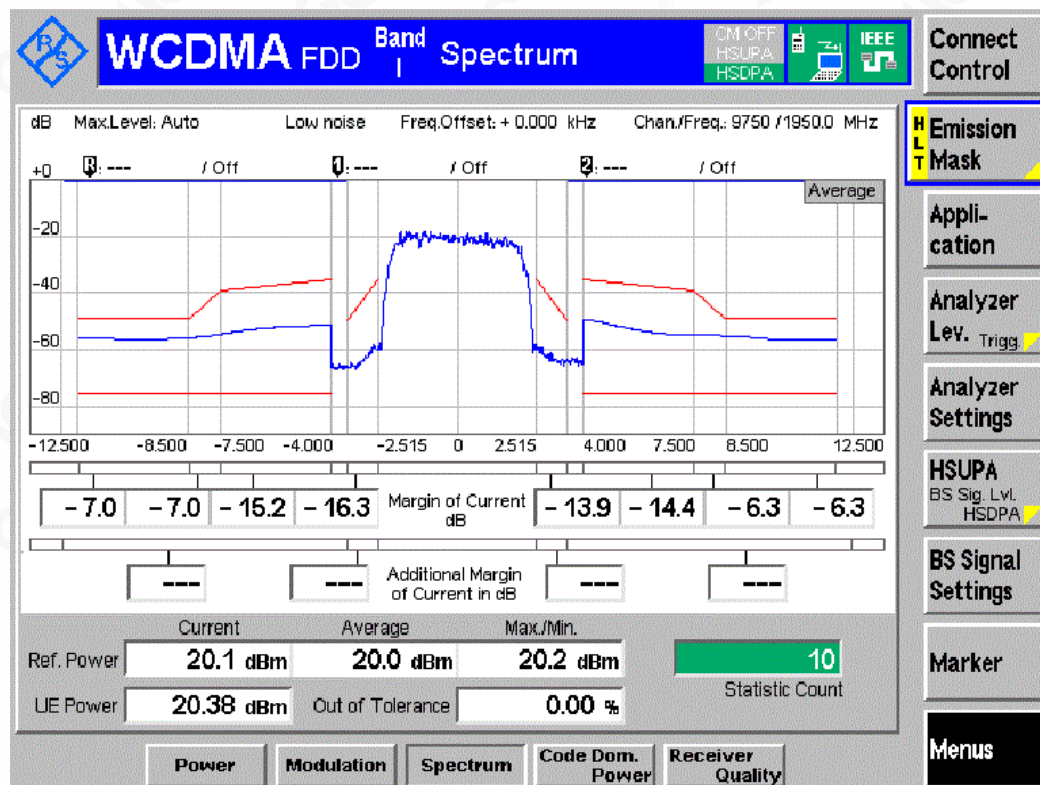 R&S WCDMA FDD Band I Spectrum
CM OFF
HSUPA
HSDPA
IEEE
Connect Control
dB Max.Level: Auto Low noise Freq.Offset: + 0.000 kHz Chan./Freq.: 9750 / 1950.0 MHz
HLT Emission Mask
+0 R: --- / Off 1: --- / Off 2: --- / Off
Average
Appli-
cation
-20
-40
-60
-80
Analyzer
Lev. Trigg.
Analyzer
Settings
-12.500 -8.500 -7.500 -4.000 -2.515 0 2.515 4.000 7.500 8.500 12.500
HSUPA
BS Sig. Lvl.
HSDPA
- 7.0 - 7.0 - 15.2 - 16.3 Margin of Current dB - 13.9 - 14.4 - 6.3 - 6.3
BS Signal
Settings
--- --- Additional Margin of Current in dB --- ---
Current Average Max./Min.
Ref. Power 20.1 dBm 20.0 dBm 20.2 dBm 10
Statistic Count
Marker
UE Power 20.38 dBm Out of Tolerance 0.00 %
Power Modulation Spectrum Code Dom. Power Receiver Quality
Menus